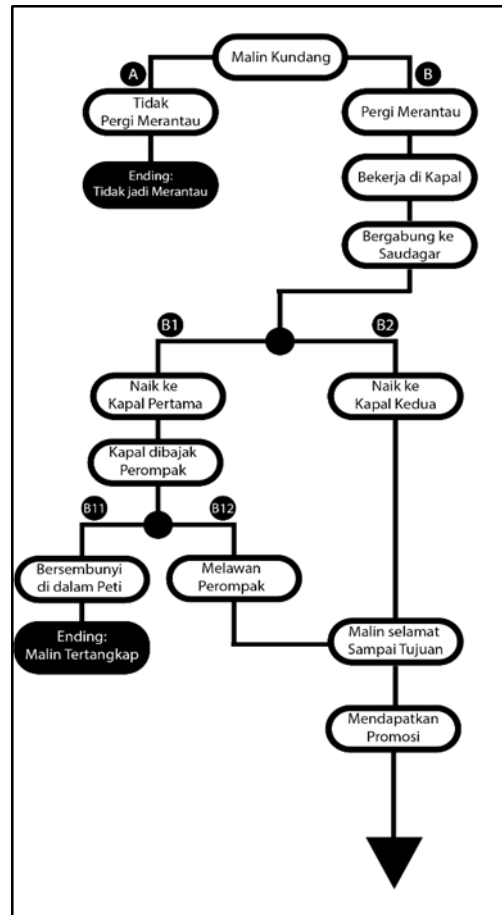 Malin Kundang
A
B
Tidak
Pergi Merantau
Pergi Merantau
Ending:
Tidak jadi Merantau
Bekerja di Kapal
Bergabung ke
Saudagar
B1
B2
Naik ke
Kapal Pertama
Naik ke
Kapal Kedua
Kapal dibajak
Perompak
B11
B12
Bersembunyi
di dalam Peti
Melawan
Perompak
Ending:
Malin Tertangkap
Malin selamat
Sampai Tujuan
Mendapatkan
Promosi